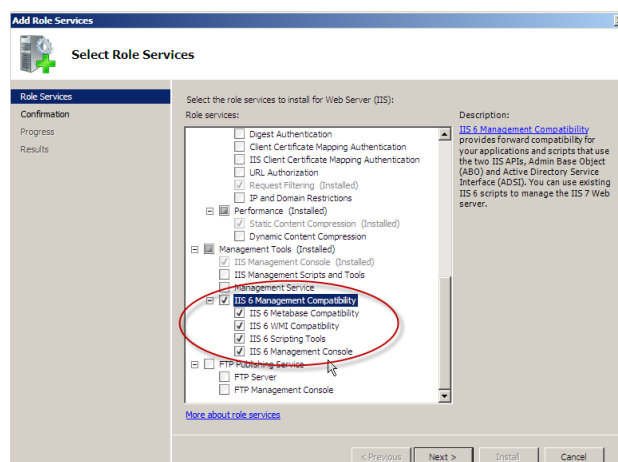 Add Role Services
Select Role Services
Role Services
Confirmation
Progress
Results
Select the role services to install for Web Server (IIS):
Role services:
Digest Authentication
Client Certificate Mapping Authentication
IIS Client Certificate Mapping Authentication
URL Authorization
Request Filtering (Installed)
IP and Domain Restrictions
Performance (Installed)
Static Content Compression (Installed)
Dynamic Content Compression
Management Tools (Installed)
IIS Management Console (Installed)
IIS Management Scripts and Tools
Management Service
IIS 6 Management Compatibility
IIS 6 Metabase Compatibility
IIS 6 WMI Compatibility
IIS 6 Scripting Tools
IIS 6 Management Console
FTP Publishing Service
FTP Server
FTP Management Console
More about role services
Description:
IIS 6 Management Compatibility
provides forward compatibility for
your applications and scripts that use
the two IIS APIs, Admin Base Object
(ABO) and Active Directory Service
Interface (ADSI). You can use existing
IIS 6 scripts to manage the IIS 7 Web
server.
< Previous
Next >
Install
Cancel